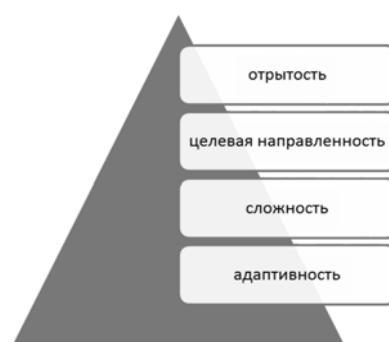 отрытость
целевая направленность
сложность
адаптивность